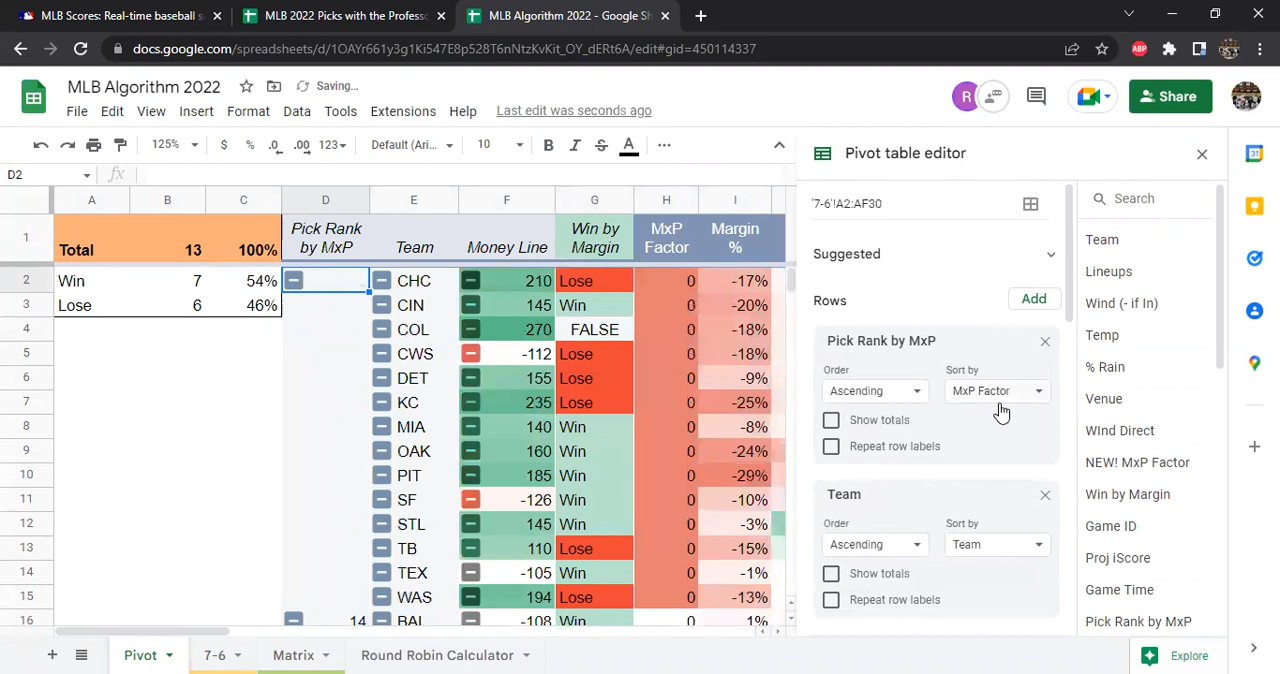 MLB Scores: Real-time baseball s
MLB 2022 Picks with the Profess
MLB Algorithm 2022 - Google Sh
docs.google.com/spreadsheets/d/1OAYr661y3g1Ki547E8p528T6nNtzKvKit_OY_dERt6A/edit#gid=450114337
ABP
MLB Algorithm 2022
Saving...
File Edit View Insert Format Data Tools Extensions Help Last edit was seconds ago
R
Share
125% $ % .0 .00 123 Default (Ari... 10 B I S A
D2 fx
A B C D E F G H I
1 Total 13 100% Pick Rank by MxP Team Money Line Win by Margin MxP Factor Margin %
2 Win 7 54% CHC 210 Lose 0 -17%
3 Lose 6 46% CIN 145 Win 0 -20%
4 COL 270 FALSE 0 -18%
5 CWS -112 Lose 0 -18%
6 DET 155 Lose 0 -9%
7 KC 235 Lose 0 -25%
8 MIA 140 Win 0 -8%
9 OAK 160 Win 0 -24%
10 PIT 185 Win 0 -29%
11 SF -126 Win 0 -10%
12 STL 145 Win 0 -3%
13 TB 110 Lose 0 -15%
14 TEX -105 Win 0 -1%
15 WAS 194 Lose 0 -13%
16 14 BAL -108 Win 0 1%
Pivot table editor
'7-6'!A2:AF30
Suggested
Rows
Add
Pick Rank by MxP
Order Sort by
Ascending MxP Factor
Show totals
Repeat row labels
Team
Order Sort by
Ascending Team
Show totals
Repeat row labels
Search
Team
Lineups
Wind (- if In)
Temp
% Rain
Venue
WInd Direct
NEW! MxP Factor
Win by Margin
Game ID
Proj iScore
Game Time
Pick Rank by MxP
31
Pivot 7-6 Matrix Round Robin Calculator
Explore